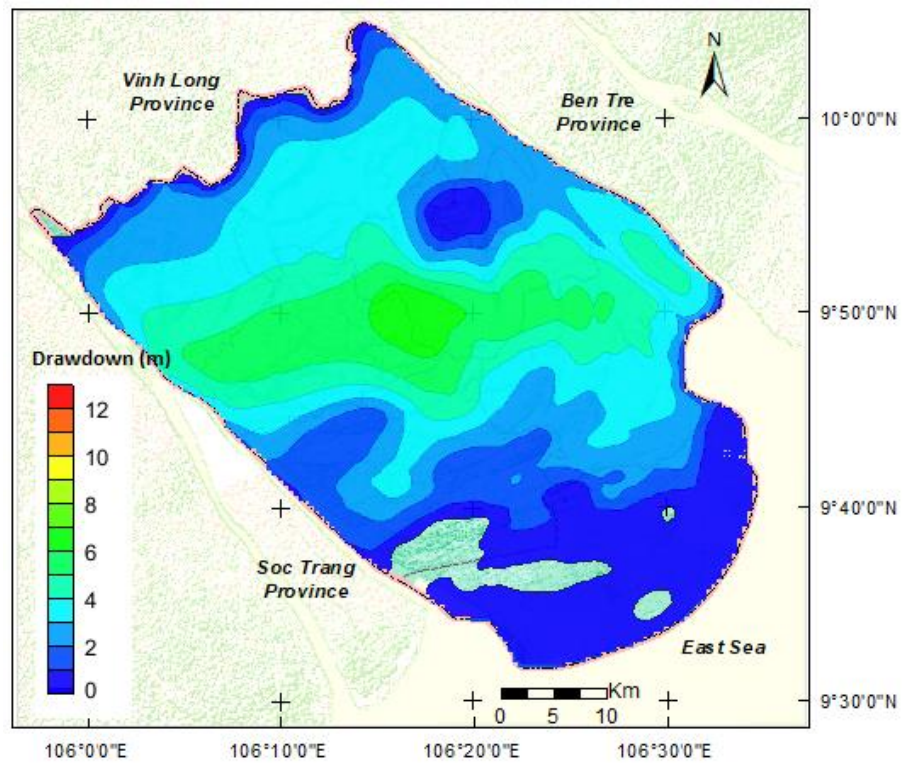 N
Vinh Long
Province
Ben Tre
Province
10°0'0"N
9°50'0"N
Drawdown (m)
12
10
8
6
4
2
0
9°40'0"N
Soc Trang
Province
East Sea
Km
0 5 10
9°30'0"N
106°0'0"E 106°10'0"E 106°20'0"E 106°30'0"E